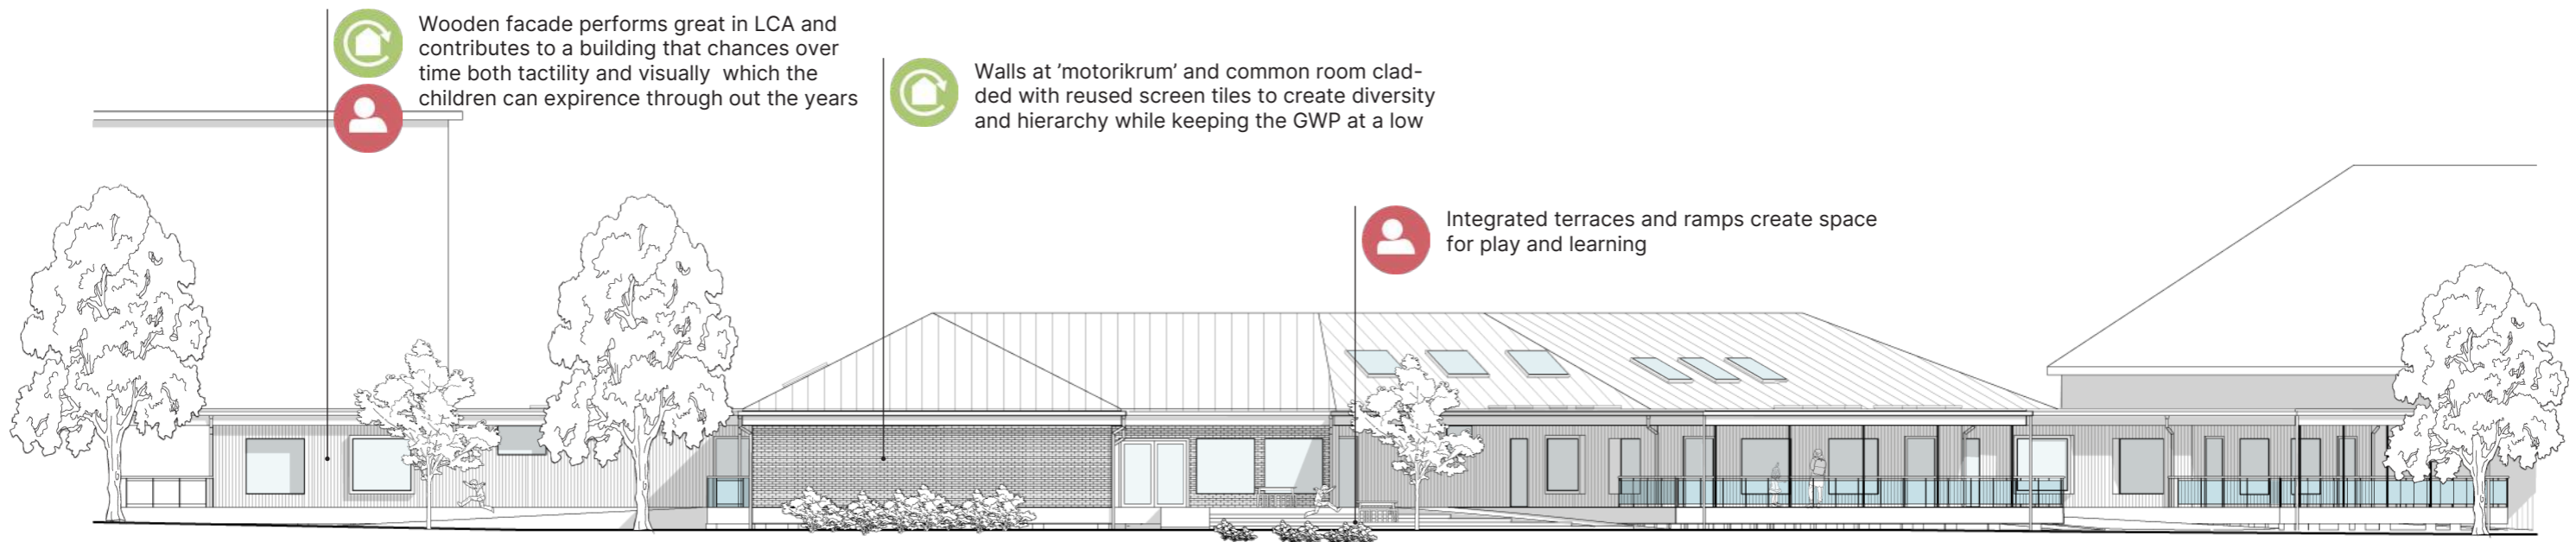 Wooden facade performs great in LCA and
contributes to a building that chances over
time both tactility and visually  which the
children can expirence through out the years
Walls at ’motorikrum’ and common room clad-
ded with reused screen tiles to create diversity
and hierarchy while keeping the GWP at a low
Integrated terraces and ramps create space
for play and learning